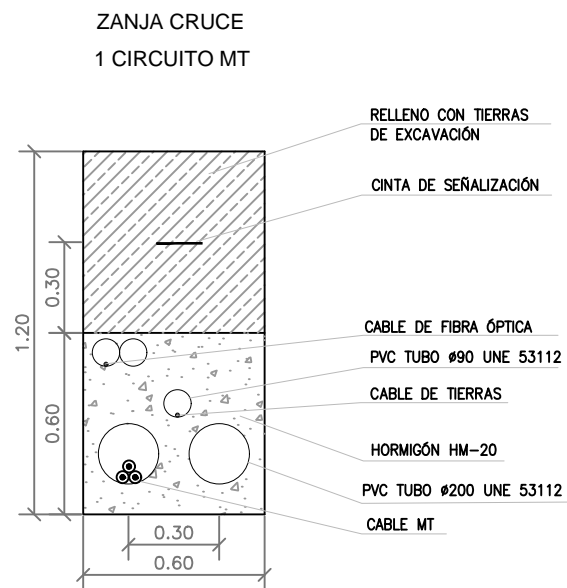 ZANJA CRUCE
1 CIRCUITO MT
RELLENO CON TIERRAS
DE EXCAVACIÓN
CINTA DE SEÑALIZACIÓN
0.30
1.20
CABLE DE FIBRA ÓPTICA
PVC TUBO ø90 UNE 53112
CABLE DE TIERRAS
0.60
HORMIGÓN HM-20
PVC TUBO ø200 UNE 53112
CABLE MT
0.30
0.60